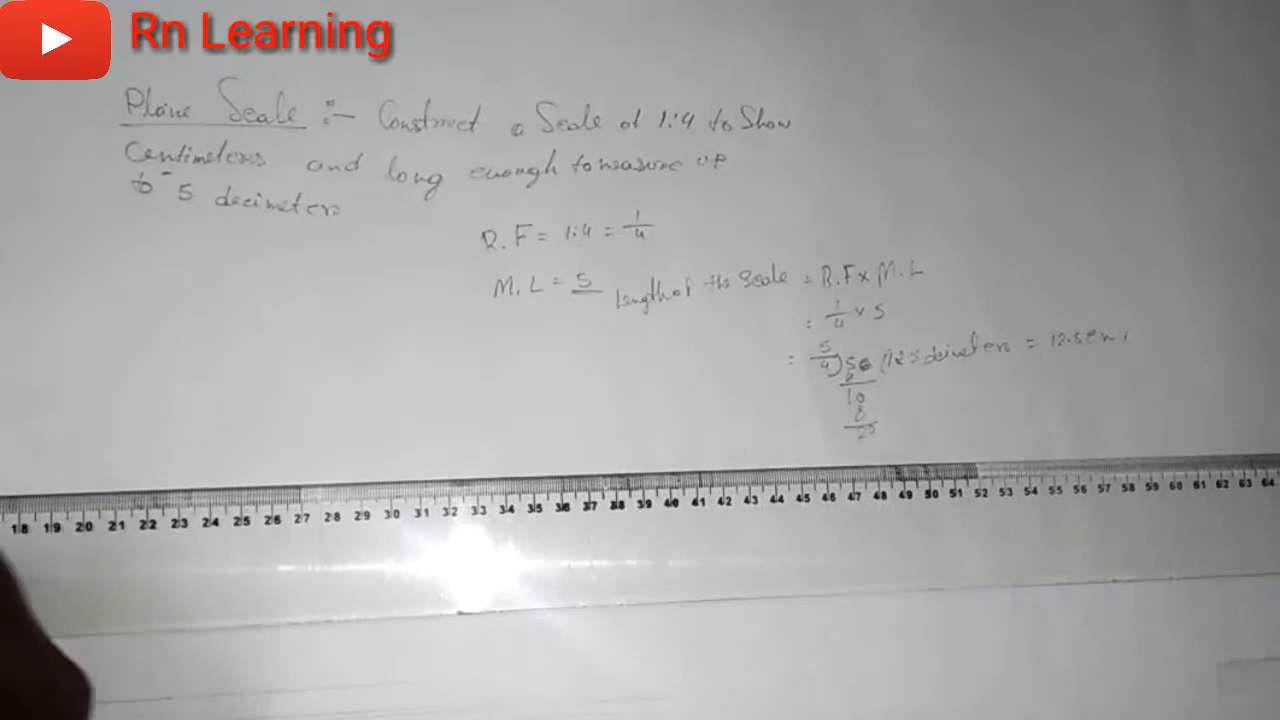 Rn Learning
Plane Scale :- Construct a Scale of 1:4 to Show
Centimeters and long enough to measure up
to 5 decimeters
R.F = 1:4 = 1/4
M.L = 5
Length of the Scale = R.F x M.L
= 1/4 x 5
= 5/4 ) 50 ( 1.25 decimeters = 12.5 cm.
4
10
8
20
18 19 20 21 22 23 24 25 26 27 28 29 30 31 32 33 34 35 36 37 38 39 40 41 42 43 44 45 46 47 48 49 50 51 52 53 54 55 56 57 58 59 60 61 62 63 64